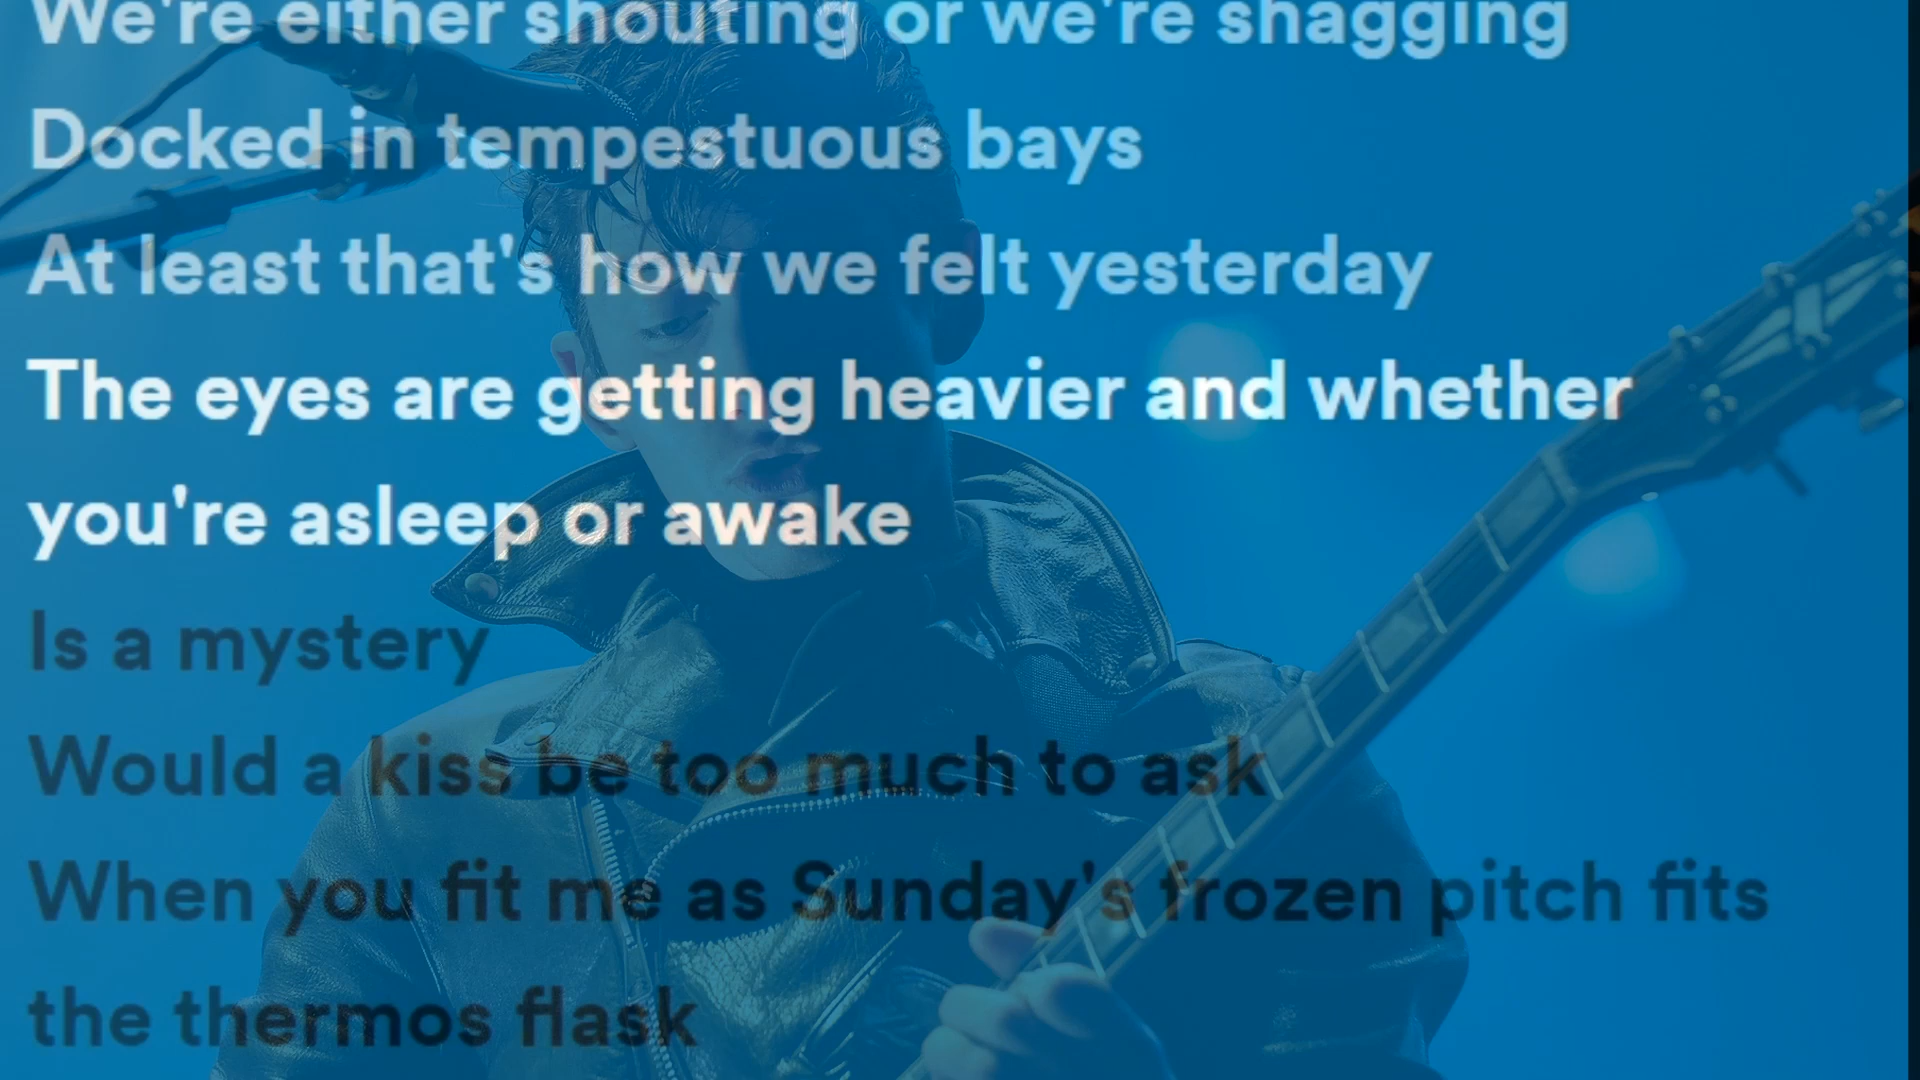 We're either shouting or we're shagging
Docked in tempestuous bays
At least that's how we felt yesterday
The eyes are getting heavier and whether
you're asleep or awake
Is a mystery
Would a kiss be too much to ask
When you fit me as Sunday's frozen pitch fits
the thermos flask